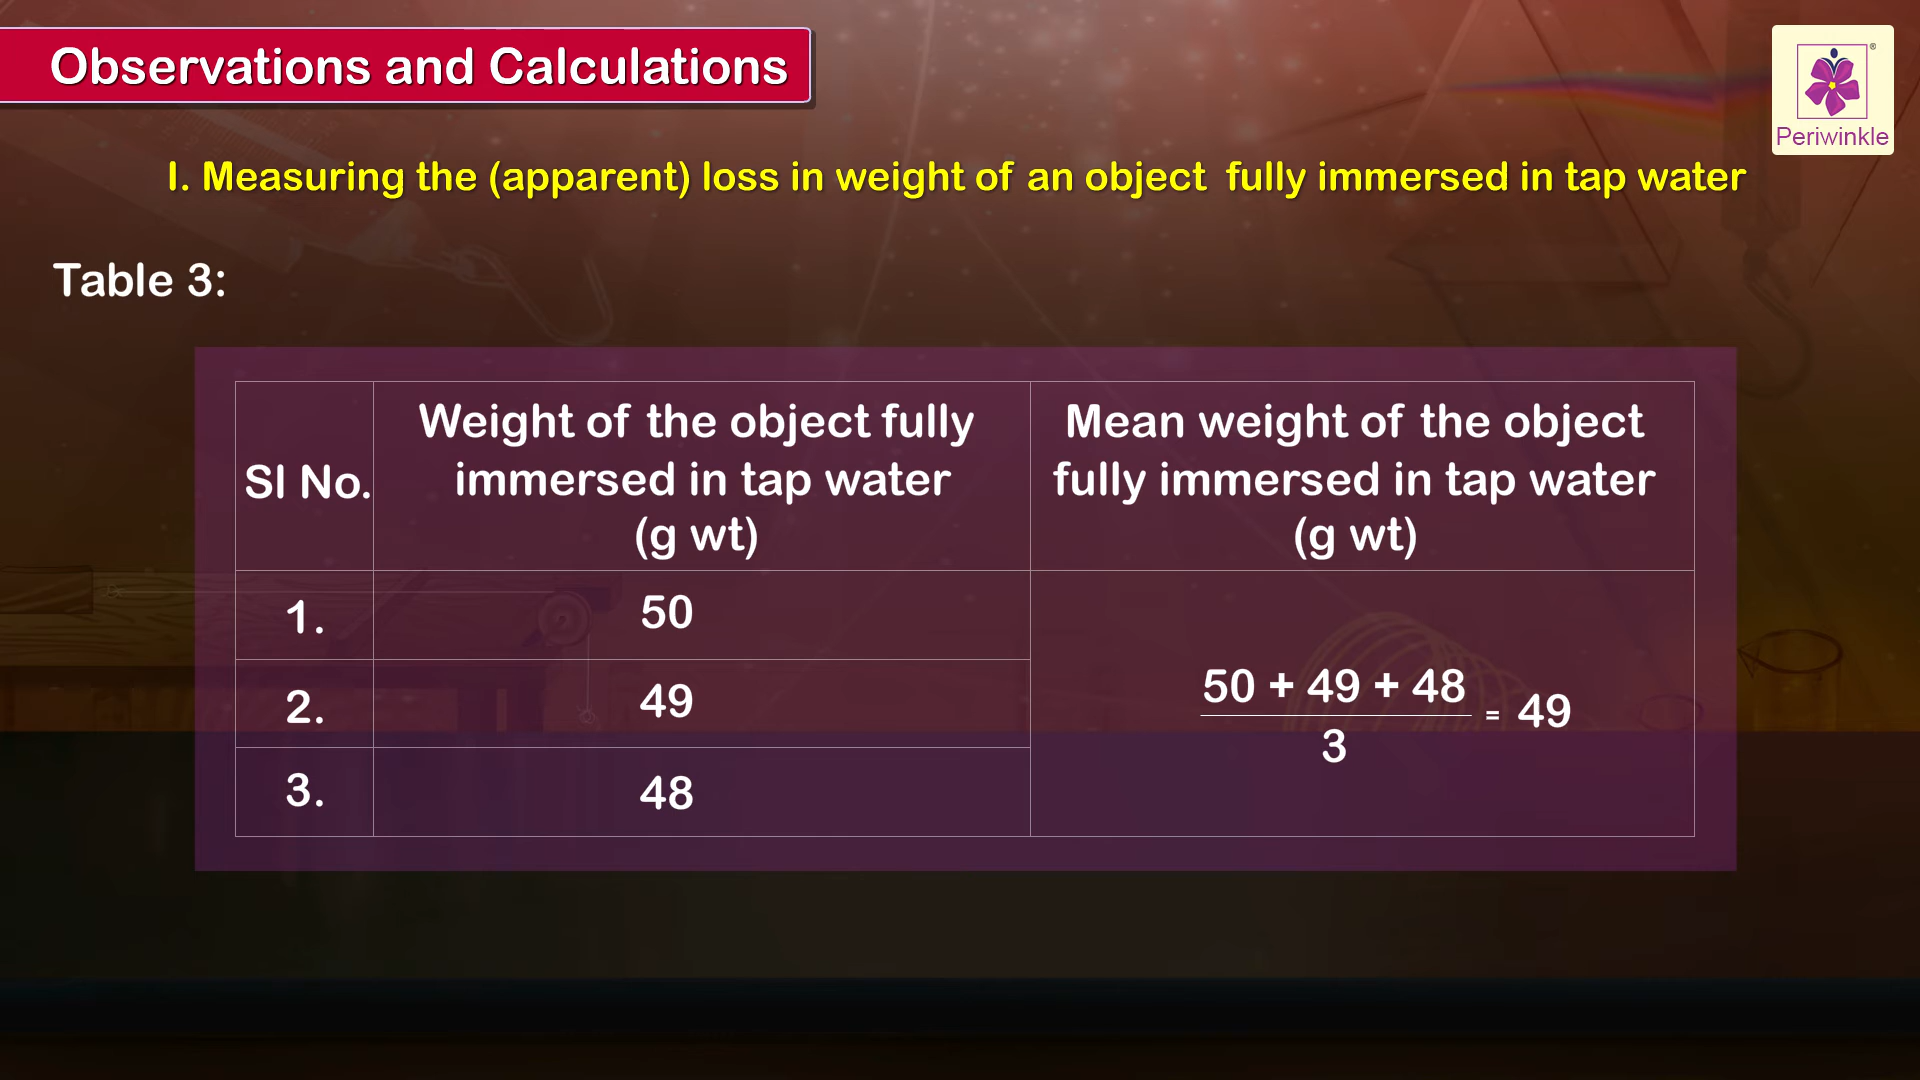 Observations and Calculations
®
Periwinkle
I. Measuring the (apparent) loss in weight of an object fully immersed in tap water
Table 3:
Sl No.
Weight of the object fully
immersed in tap water
(g wt)
Mean weight of the object
fully immersed in tap water
(g wt)
1.
50
2.
49
3.
48
50 + 49 + 48
3
= 49